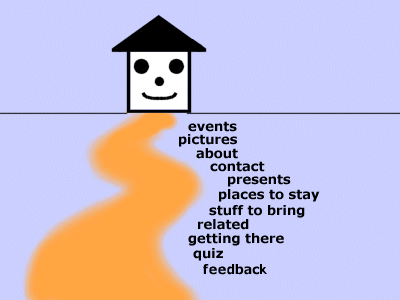 events
pictures
about
contact
presents
places to stay
stuff to bring
related
getting there
quiz
feedback